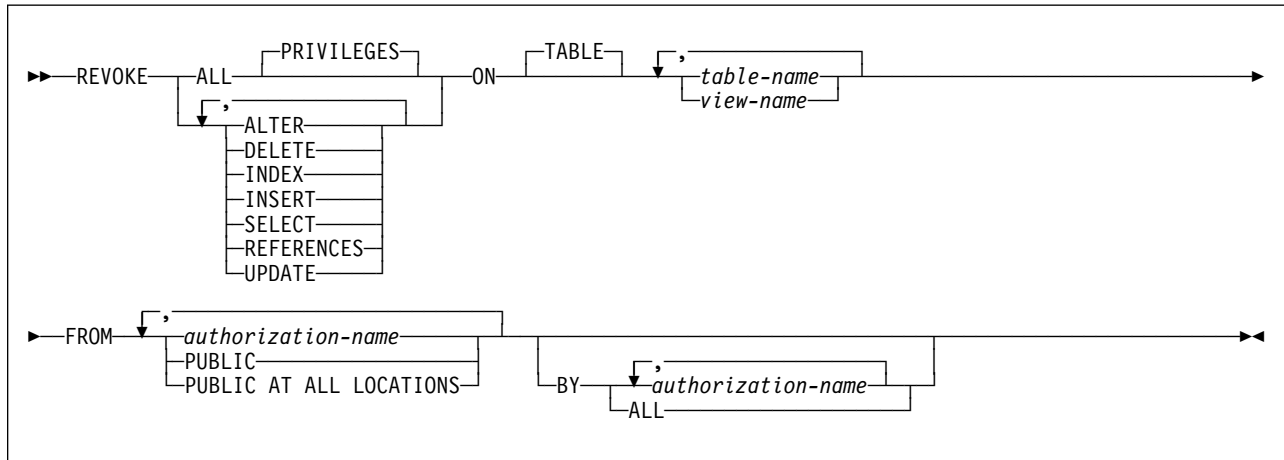 PRIVILEGES TABLE , 
REVOKE ALL ON table-name
, view-name
ALTER
DELETE
INDEX
INSERT
SELECT
REFERENCES
UPDATE
,
FROM authorization-name
PUBLIC ,
PUBLIC AT ALL LOCATIONS BY authorization-name
ALL